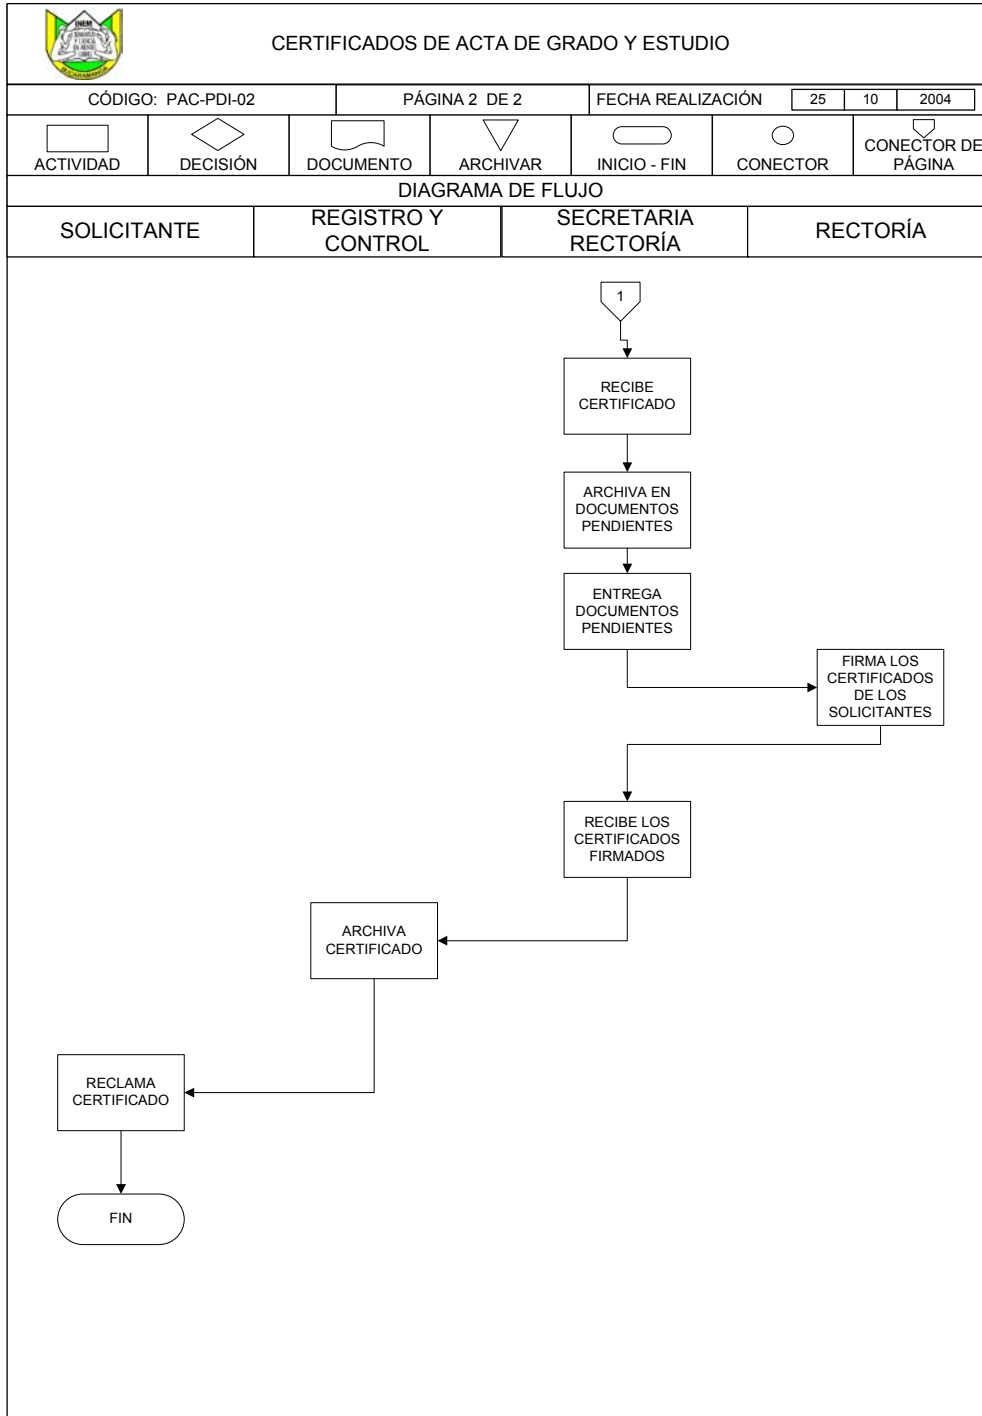 INEM
BUCARAMANGA
CERTIFICADOS DE ACTA DE GRADO Y ESTUDIO
CÓDIGO: PAC-PDI-02
PÁGINA 2 DE 2
FECHA REALIZACIÓN 25 10 2004
ACTIVIDAD
DECISIÓN
DOCUMENTO
ARCHIVAR
INICIO - FIN
CONECTOR
CONECTOR DE
PÁGINA
DIAGRAMA DE FLUJO
SOLICITANTE
REGISTRO Y
CONTROL
SECRETARIA
RECTORÍA
RECTORÍA
1
RECIBE
CERTIFICADO
ARCHIVA EN
DOCUMENTOS
PENDIENTES
ENTREGA
DOCUMENTOS
PENDIENTES
FIRMA LOS
CERTIFICADOS
DE LOS
SOLICITANTES
RECIBE LOS
CERTIFICADOS
FIRMADOS
ARCHIVA
CERTIFICADO
RECLAMA
CERTIFICADO
FIN